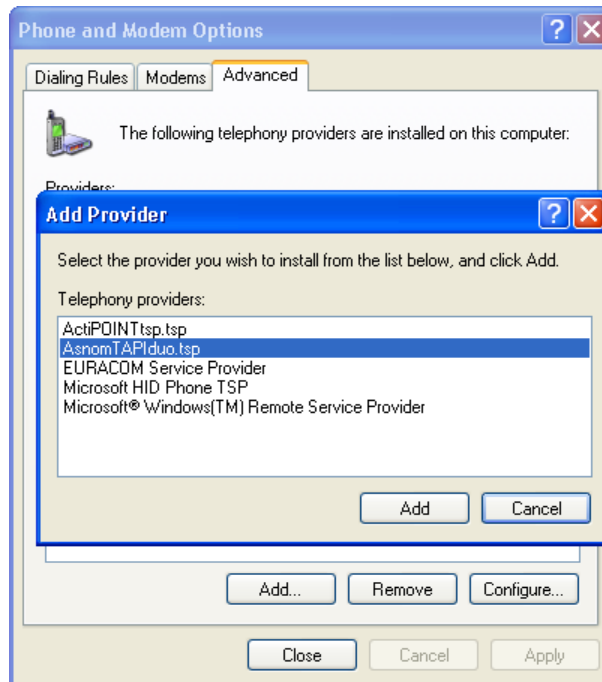 Phone and Modem Options
Dialing Rules Modems Advanced
The following telephony providers are installed on this computer:
Providers:
Add Provider
Select the provider you wish to install from the list below, and click Add.
Telephony providers:
ActiPOINTtsp.tsp
AsnomTAPIduo.tsp
EURACOM Service Provider
Microsoft HID Phone TSP
Microsoft® Windows(TM) Remote Service Provider
Add Cancel
Add... Remove Configure...
Close Cancel Apply